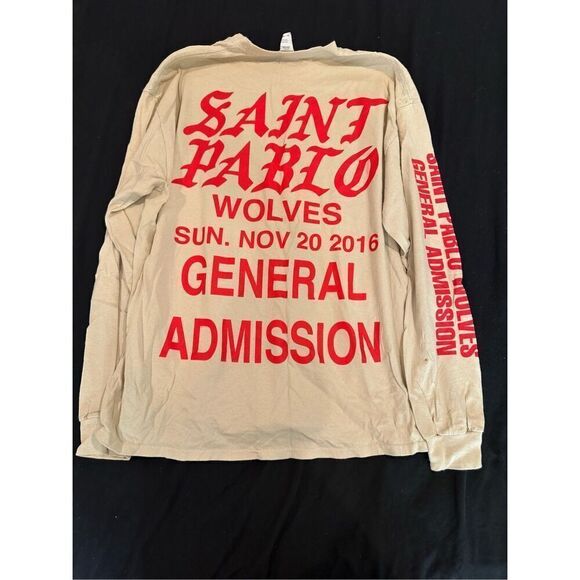 SAINT
PABLO
WOLVES
SUN. NOV 20 2016
GENERAL
ADMISSION
SAINT PABLO WOLVES
GENERAL ADMISSION